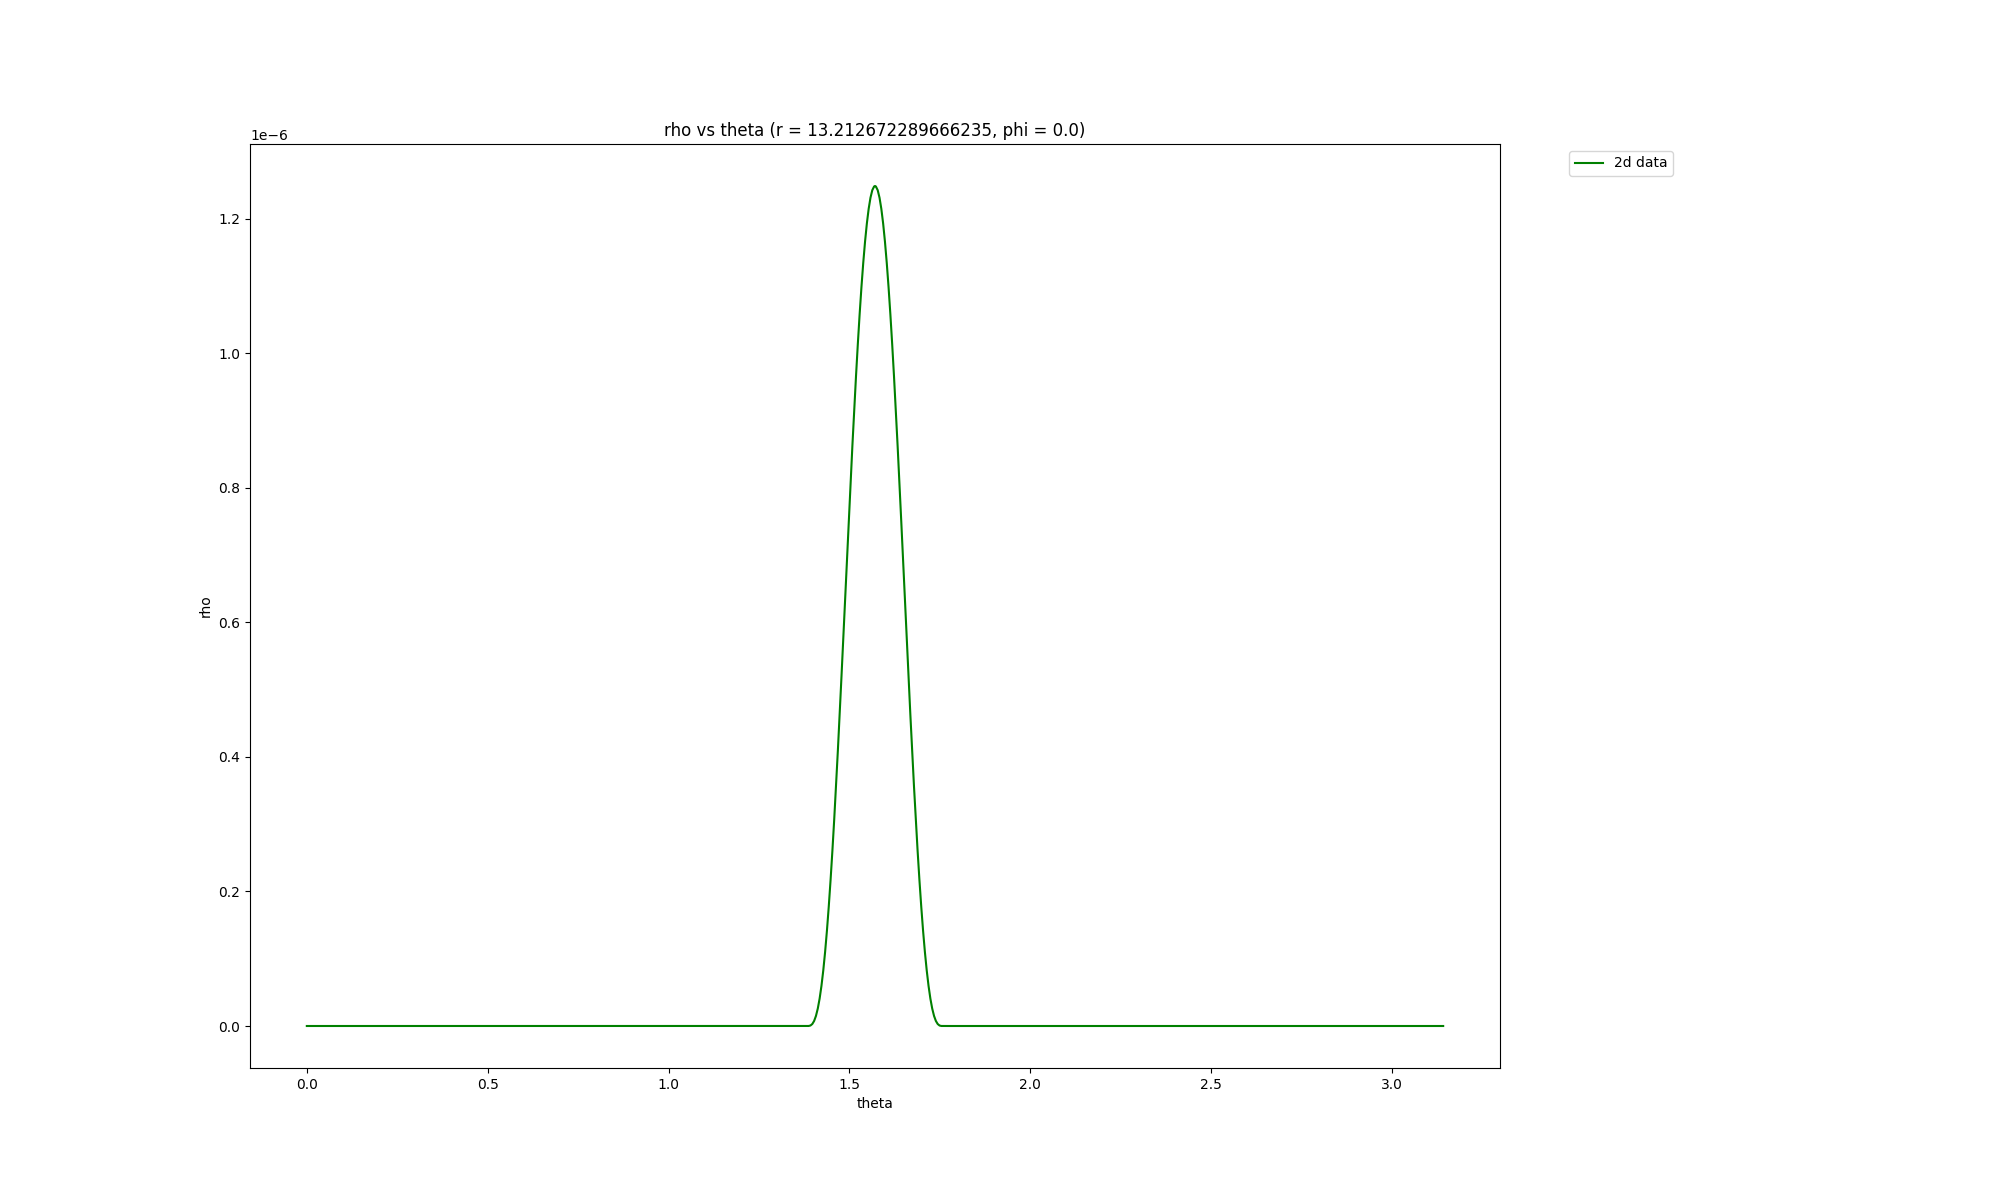 rho vs theta (r = 13.212672289666235, phi = 0.0)
1e−6
2d data
1.2
1.0
0.8
0.6
0.4
0.2
0.0
rho
0.0 0.5 1.0 1.5 2.0 2.5 3.0
theta